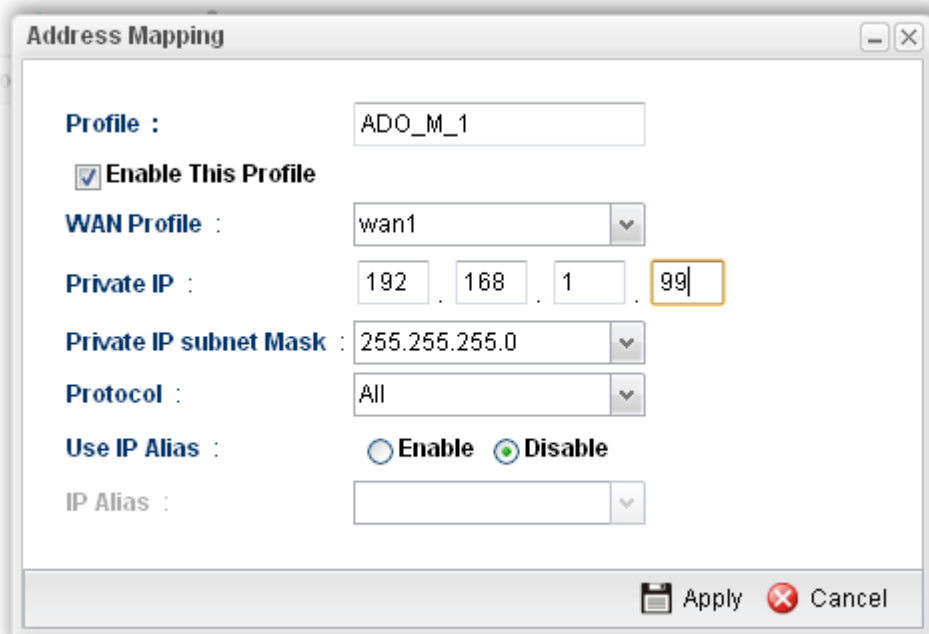 Address Mapping
Profile :
ADO_M_1
Enable This Profile
WAN Profile :
wan1
Private IP :
192 . 168 . 1 . 99
Private IP subnet Mask :
255.255.255.0
Protocol :
All
Use IP Alias :
Enable Disable
IP Alias :
Apply Cancel